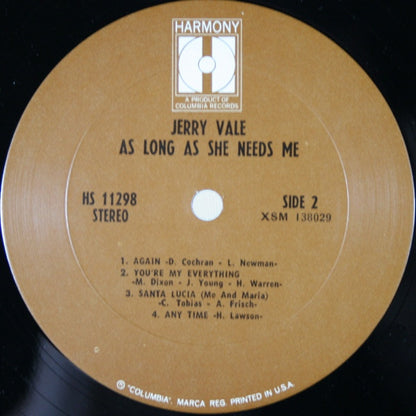 HARMONY
A PRODUCT OF
COLUMBIA RECORDS
JERRY VALE
AS LONG AS SHE NEEDS ME
HS 11298 SIDE 2
STEREO XSM 138029
1. AGAIN -D. Cochran - L. Newman-
2. YOU'RE MY EVERYTHING
-M. Dixon - J. Young - H. Warren-
3. SANTA LUCIA (Me And Maria)
-C. Tobias - A. Frisch-
4. ANY TIME -H. Lawson-
Ⓟ "COLUMBIA", MARCA REG. PRINTED IN U.S.A.